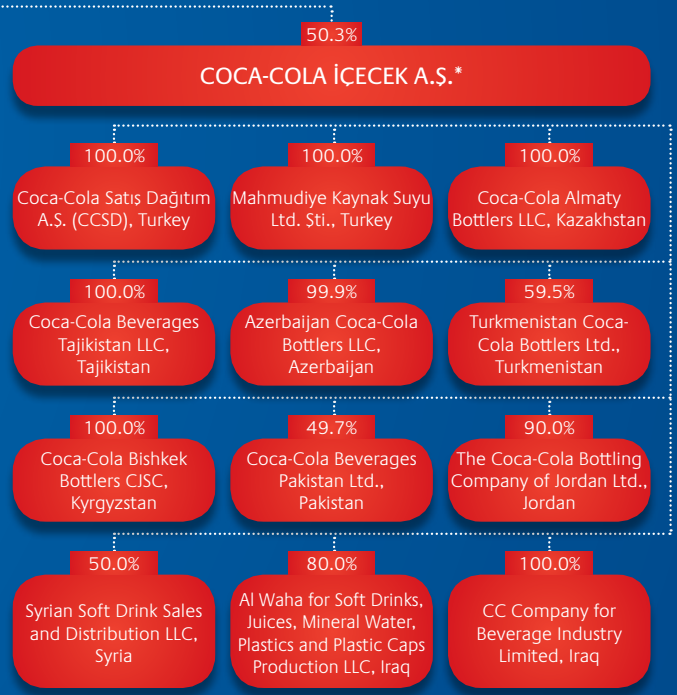 50.3%
COCA-COLA İÇECEK A.Ş.*
100.0%
Coca-Cola Satış Dağıtım
A.Ş. (CCSD), Turkey
100.0%
Mahmudiye Kaynak Suyu
Ltd. Şti., Turkey
100.0%
Coca-Cola Almaty
Bottlers LLC, Kazakhstan
100.0%
Coca-Cola Beverages
Tajikistan LLC,
Tajikistan
99.9%
Azerbaijan Coca-Cola
Bottlers LLC,
Azerbaijan
59.5%
Turkmenistan Coca-
Cola Bottlers Ltd.,
Turkmenistan
100.0%
Coca-Cola Bishkek
Bottlers CJSC,
Kyrgyzstan
49.7%
Coca-Cola Beverages
Pakistan Ltd.,
Pakistan
90.0%
The Coca-Cola Bottling
Company of Jordan Ltd.,
Jordan
50.0%
Syrian Soft Drink Sales
and Distribution LLC,
Syria
80.0%
Al Waha for Soft Drinks,
Juices, Mineral Water,
Plastics and Plastic Caps
Production LLC, Iraq
100.0%
CC Company for
Beverage Industry
Limited, Iraq